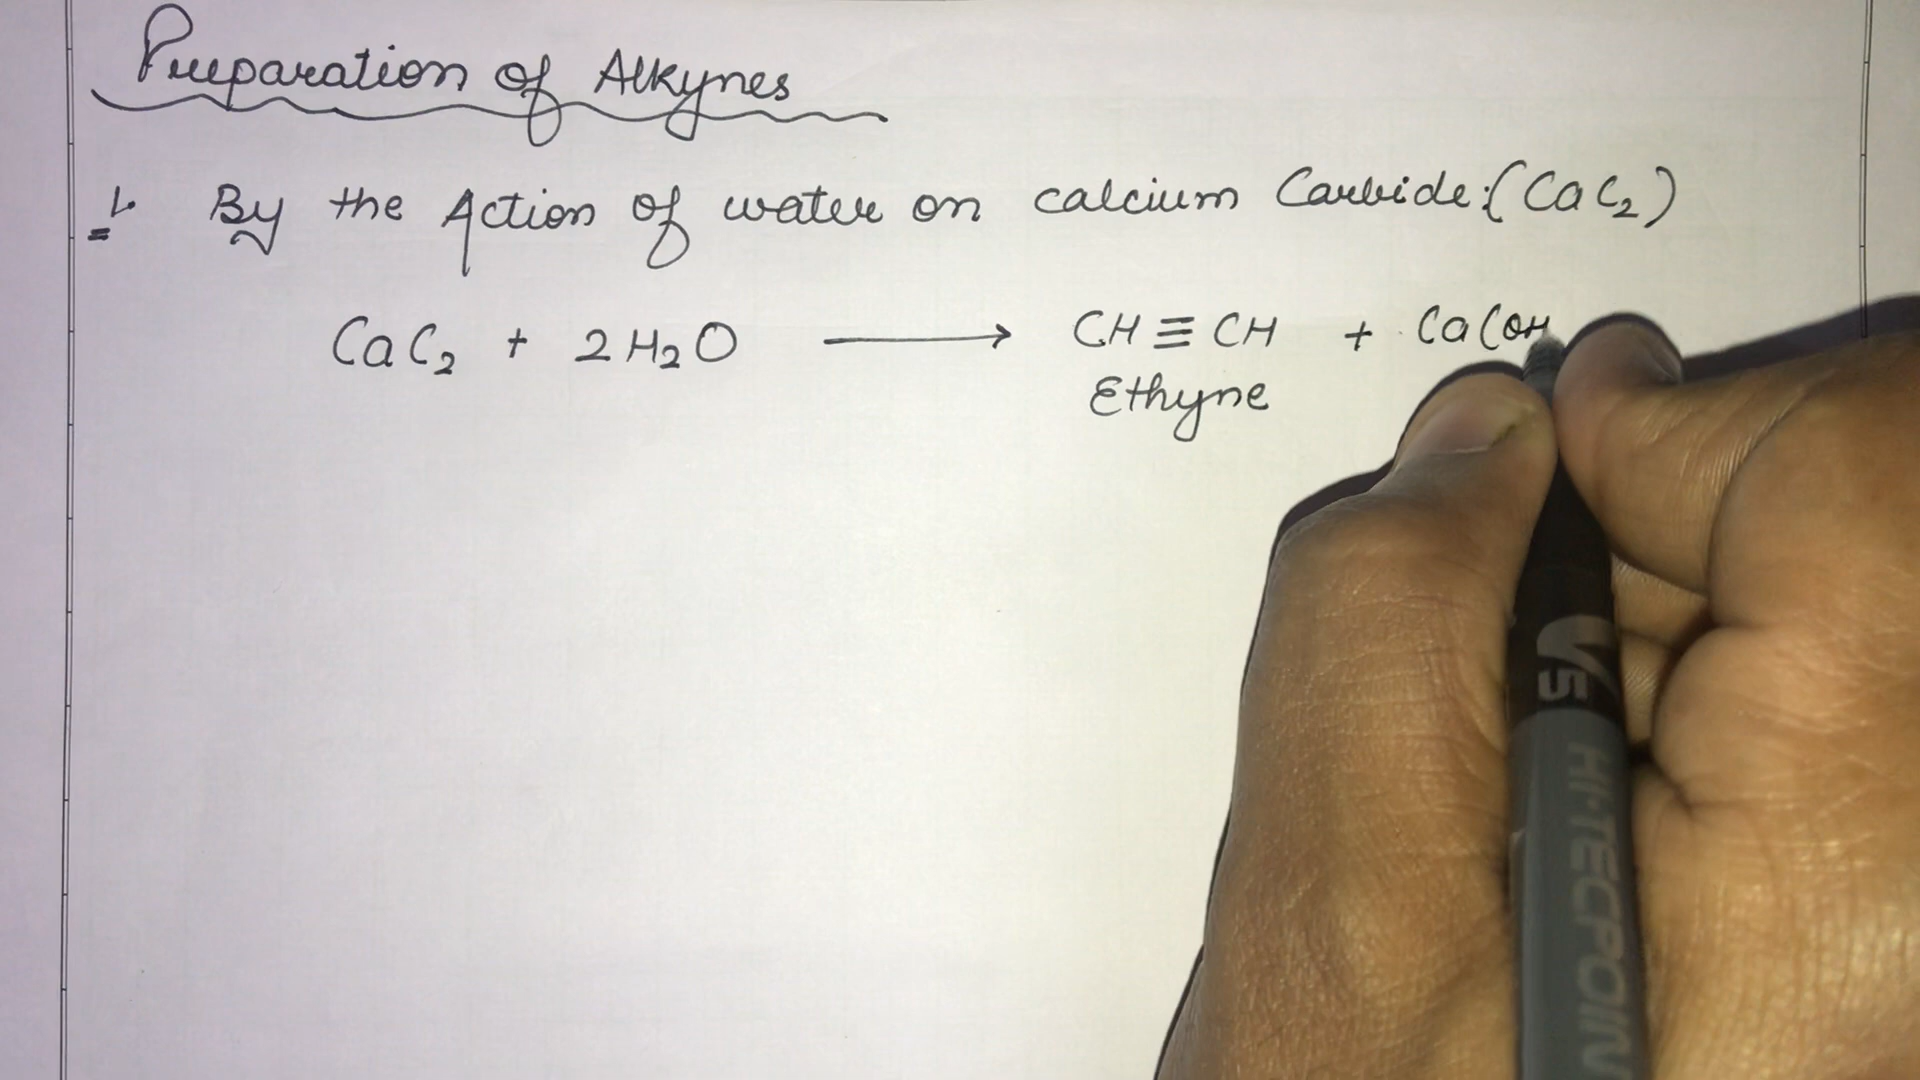 Preparation of Alkynes
1. By the Action of water on calcium Carbide:(CaC₂)
CaC₂ + 2H₂O ⟶ CH≡CH + Ca(OH
Ethyne
V5
HI-TECPOIN